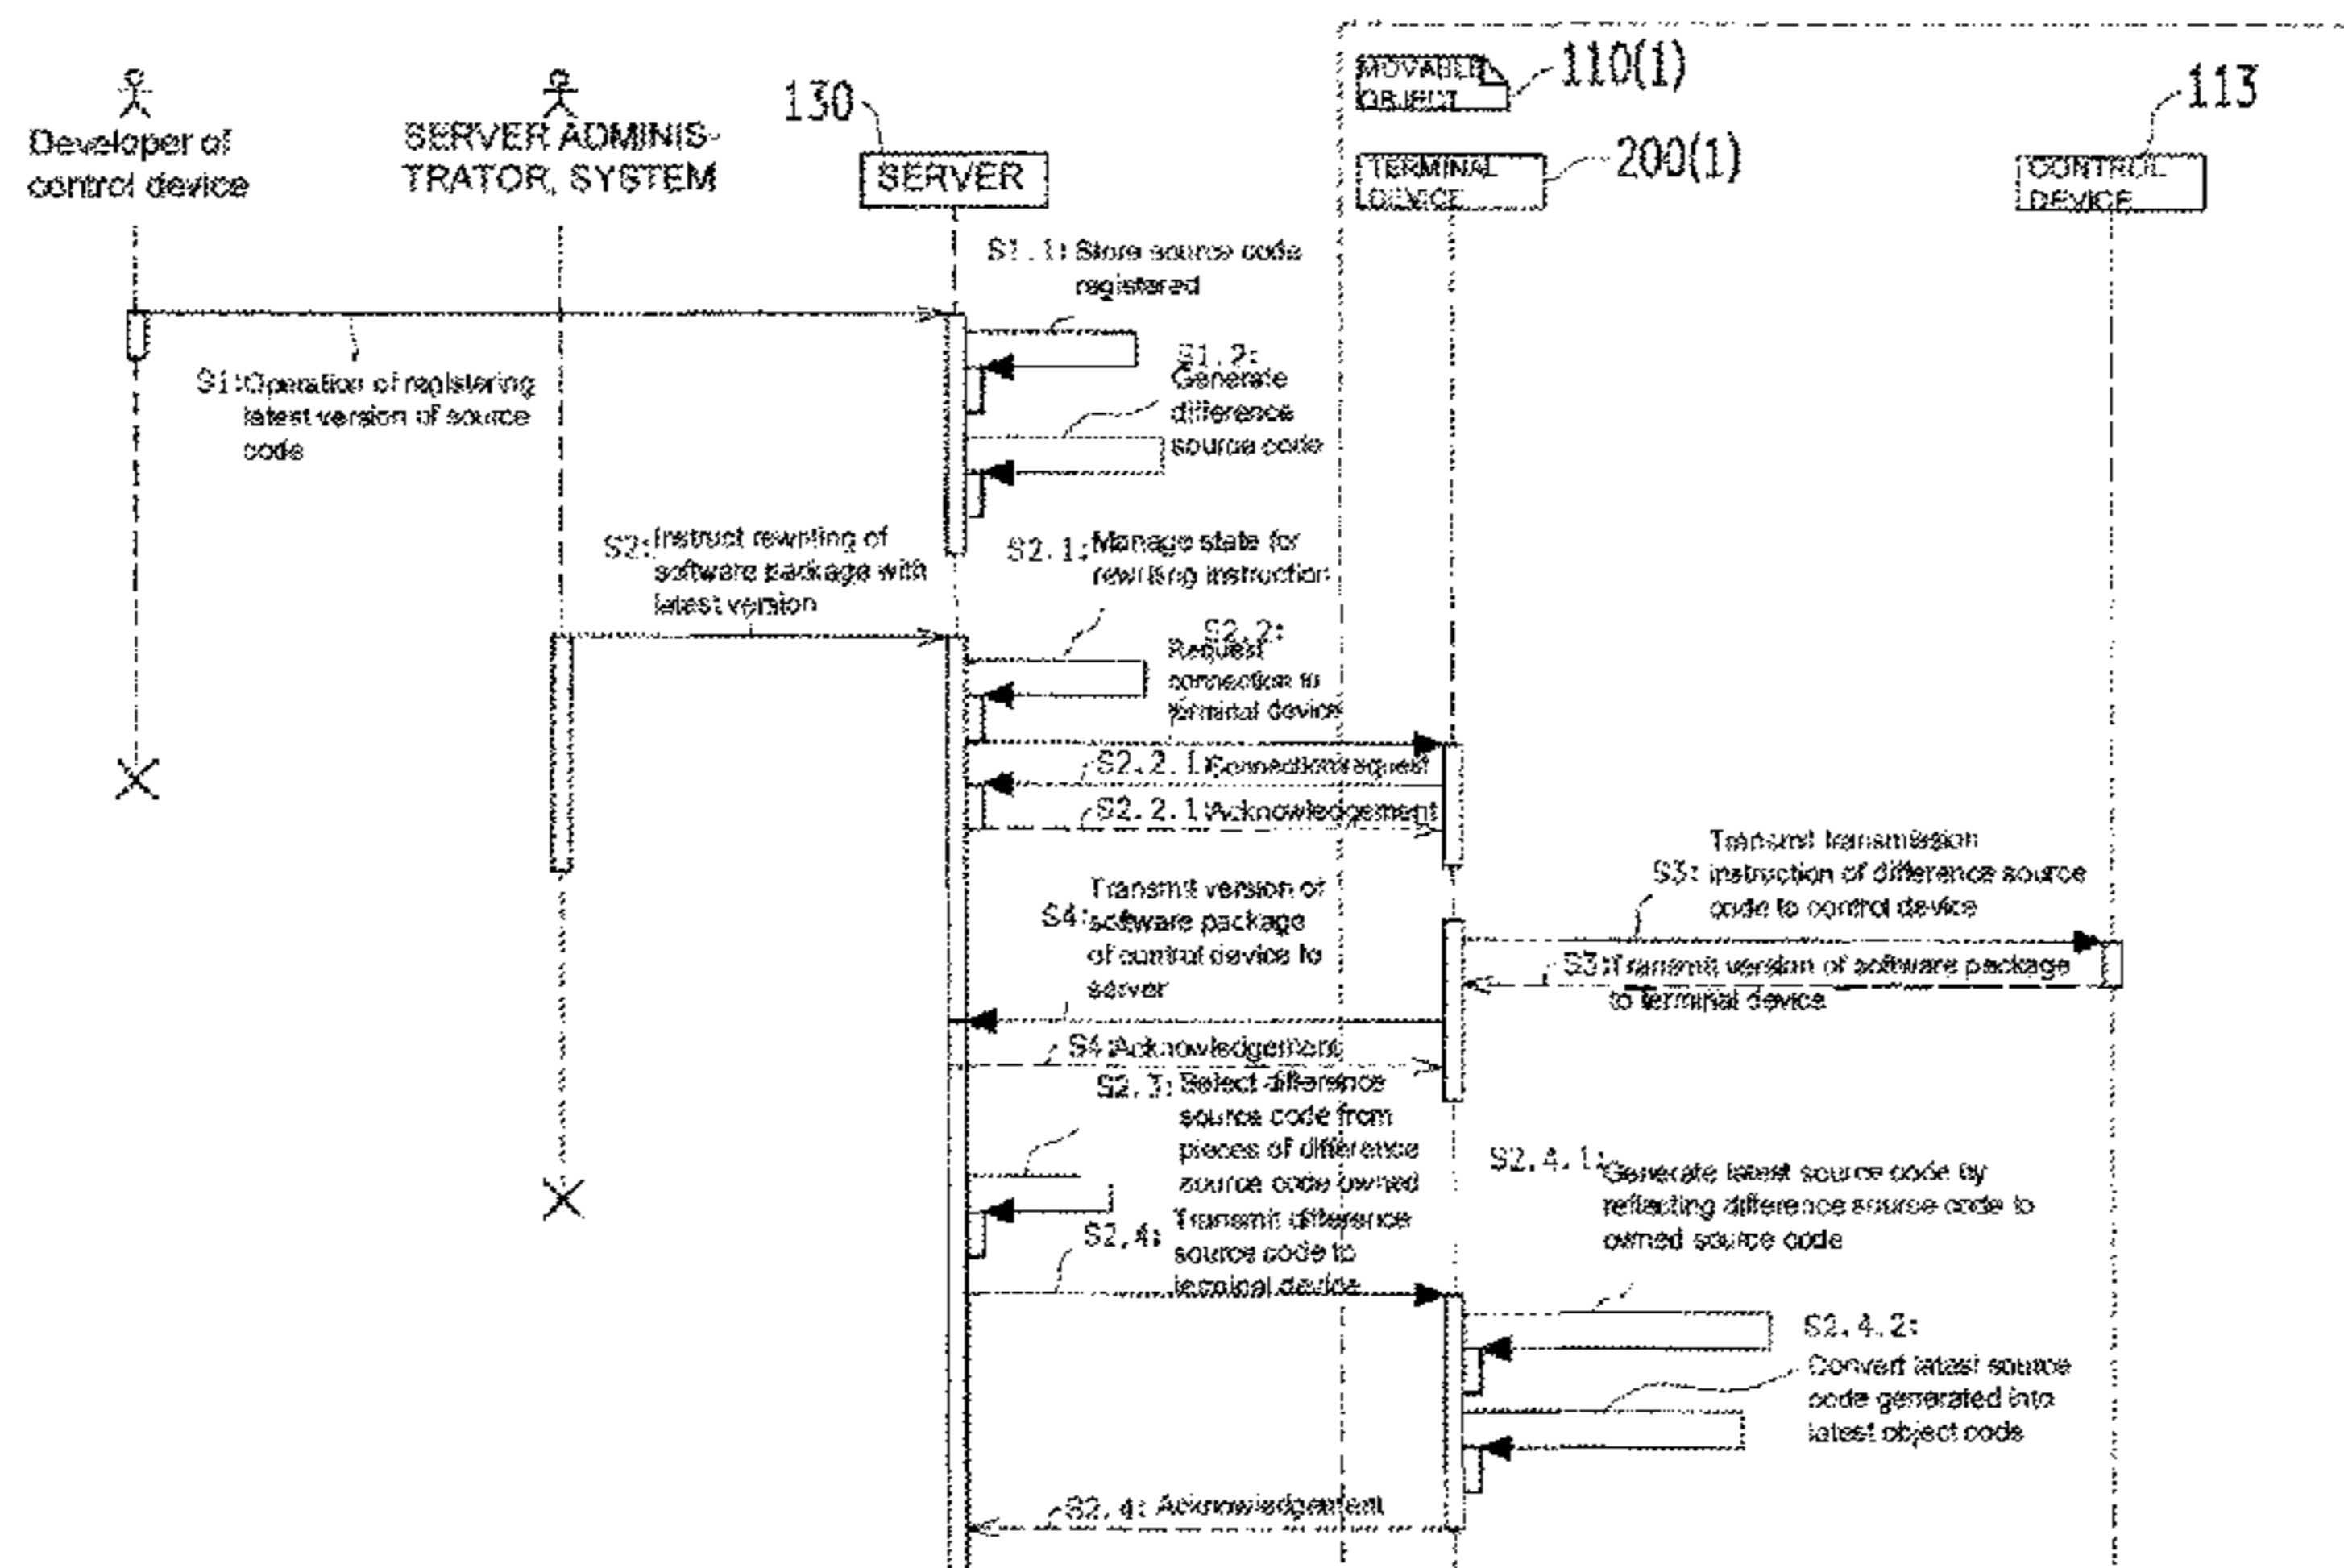 Developer of
control device
SERVER ADMINIS-
TRATOR, SYSTEM
130
SERVER
MOVABLE
OBJECT
110(1)
TERMINAL
DEVICE
200(1)
CONTROL
DEVICE
113
S1.1: Store source code
registered
S1: Operation of registering
latest version of source
code
S1.2:
Generate
difference
source code
S2: Instruct rewriting of
software package with
latest version
S2.1: Manage state for
rewriting instruction
S2.2:
Request
connection to
terminal device
S2.2.1: Connection request
S2.2.1: Acknowledgement
Transmit transmission
S3: instruction of difference source
code to control device
S3: Transmit version of software package
to terminal device
Transmit version of
S4: software package
of control device to
server
S4: Acknowledgement
S2.3: Select difference
source code from
pieces of difference
source code owned
S2.4: Transmit difference
source code to
terminal device
S2.4.1: Generate latest source code by
reflecting difference source code to
owned source code
S2.4.2:
Convert latest source
code generated into
latest object code
S2.4: Acknowledgement